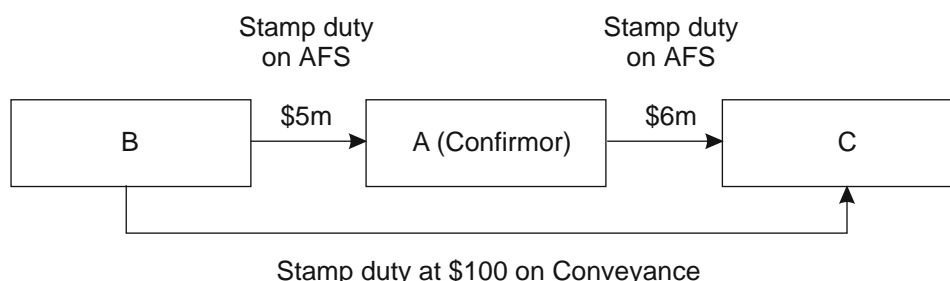 Stamp duty
on AFS
Stamp duty
on AFS
$5m
$6m
B
A (Confirmor)
C
Stamp duty at $100 on Conveyance